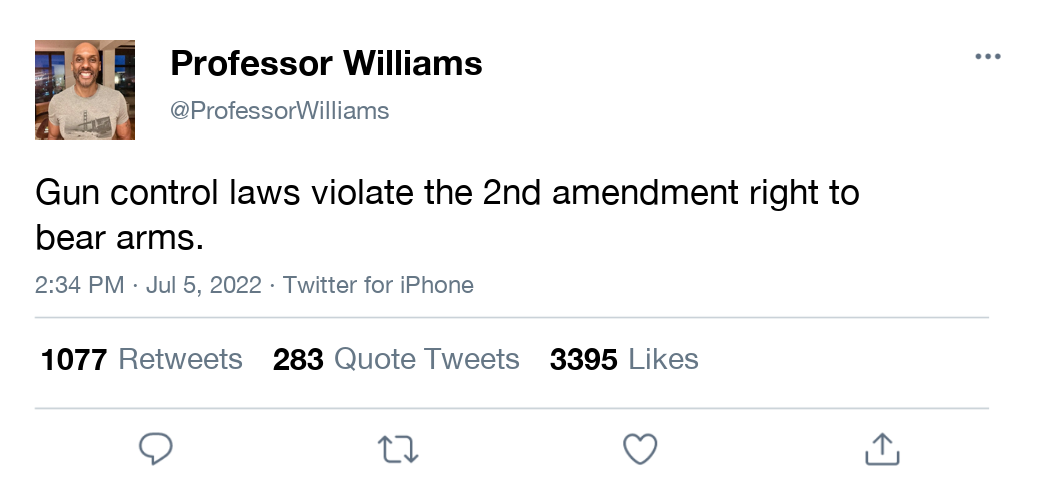 Professor Williams
@ProfessorWilliams
Gun control laws violate the 2nd amendment right to
bear arms.
2:34 PM · Jul 5, 2022 · Twitter for iPhone
1077 Retweets 283 Quote Tweets 3395 Likes